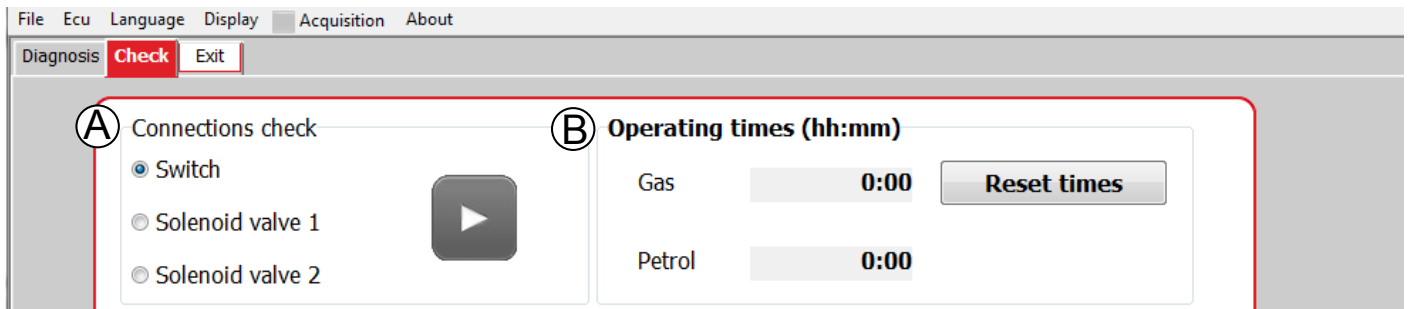 File Ecu Language Display Acquisition About
Diagnosis Check Exit
A Connections check
Switch
Solenoid valve 1
Solenoid valve 2
B Operating times (hh:mm)
Gas 0:00 Reset times
Petrol 0:00